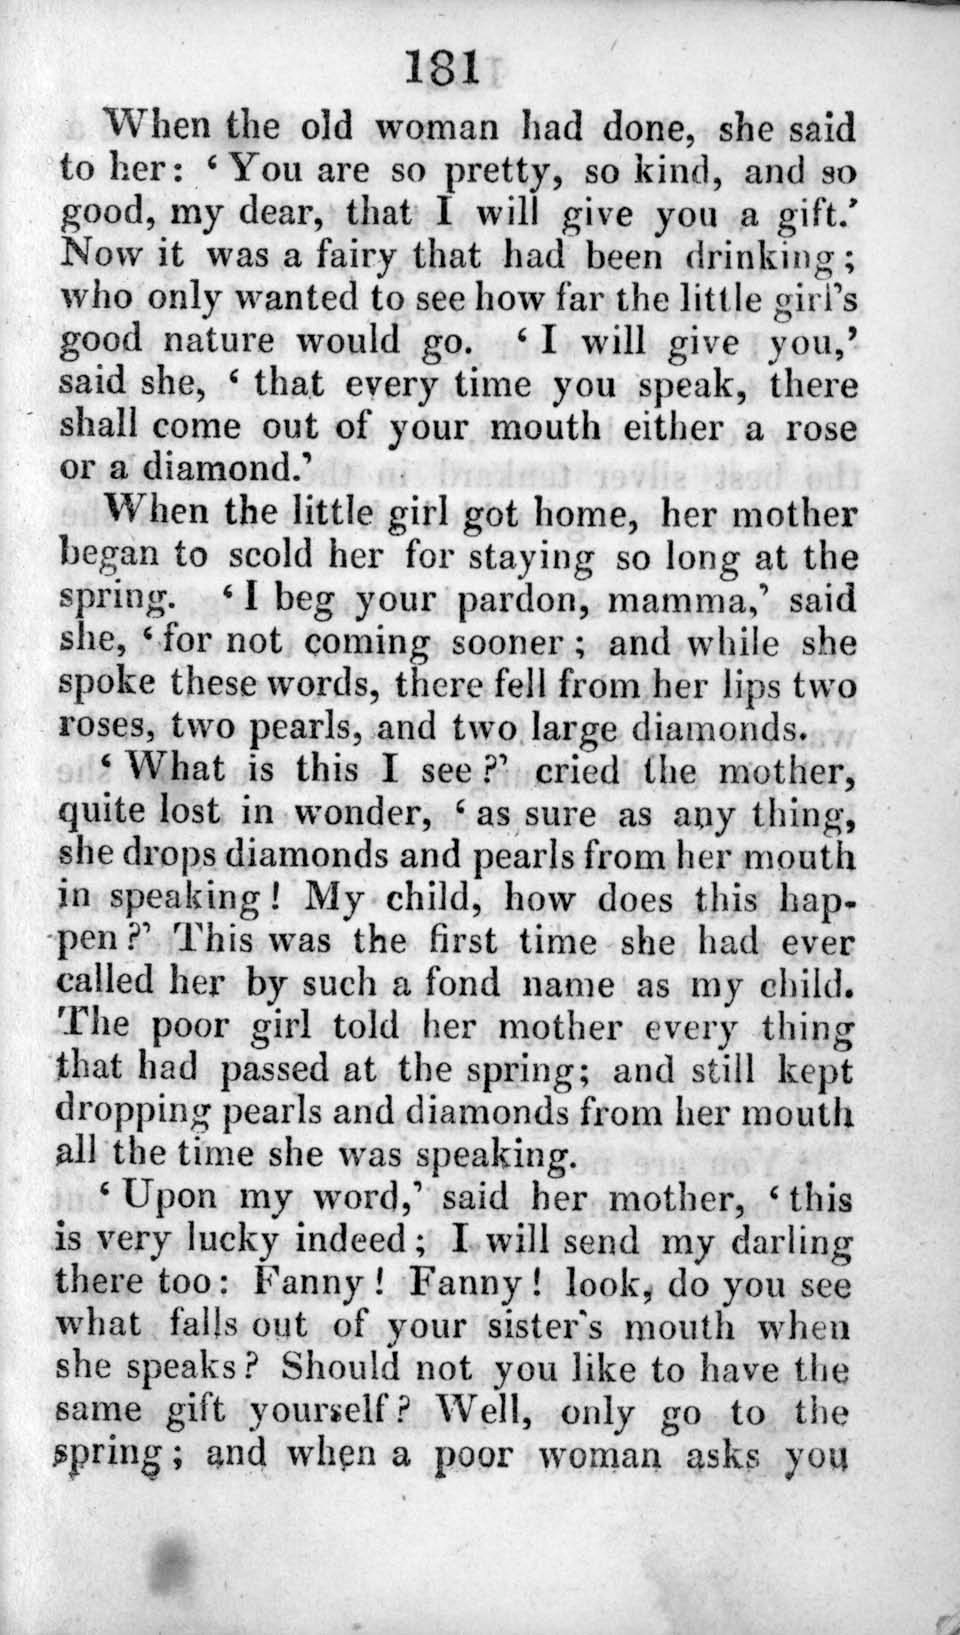 181
When the old woman had done, she said
to her: ‘ You are so pretty, so kind, and so
good, my dear, that I will give you a gift.’
Now it was a fairy that had been drinking;
who only wanted to see how far the little girl's
good nature would go. ‘ I will give you,’
said she, ‘ that every time you speak, there
shall come out of your mouth either a rose
or a diamond.’
When the little girl got home, her mother
began to scold her for staying so long at the
spring. ‘ I beg your pardon, mamma,’ said
she, ‘ for not coming sooner ; and while she
spoke these words, there fell from her lips two
roses, two pearls, and two large diamonds.
‘ What is this I see ?’ cried the mother,
quite lost in wonder, ‘ as sure as any thing,
she drops diamonds and pearls from her mouth
in speaking ! My child, how does this hap-
pen ?’ This was the first time she had ever
called her by such a fond name as my child.
The poor girl told her mother every thing
that had passed at the spring; and still kept
dropping pearls and diamonds from her mouth
all the time she was speaking.
‘ Upon my word,’ said her mother, ‘ this
is very lucky indeed ; I will send my darling
there too : Fanny ! Fanny ! look, do you see
what falls out of your sister's mouth when
she speaks ? Should not you like to have the
same gift yourself ? Well, only go to the
spring ; and when a poor woman asks you